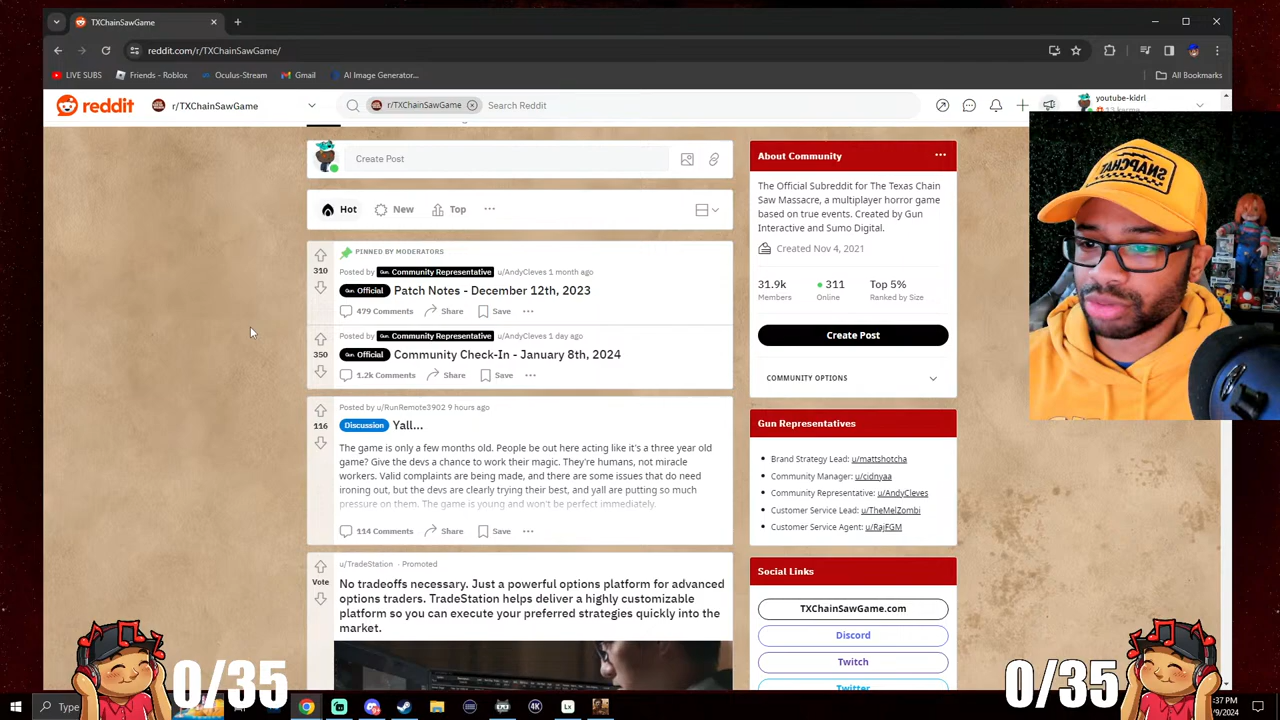 TXChainSawGame
reddit.com/r/TXChainSawGame/
LIVE SUBS
Friends - Roblox
Oculus-Stream
Gmail
AI Image Generator...
All Bookmarks
reddit
r/TXChainSawGame
r/TXChainSawGame
Search Reddit
youtube-kidri
13 karma
Create Post
Hot
New
Top
PINNED BY MODERATORS
310
Posted by Gun. Community Representative u/AndyCleves 1 month ago
Gun. Official Patch Notes - December 12th, 2023
479 Comments Share Save
350
Posted by Gun. Community Representative u/AndyCleves 1 day ago
Gun. Official Community Check-In - January 8th, 2024
1.2k Comments Share Save
116
Posted by u/RunRemote3902 9 hours ago
Discussion Yall...
The game is only a few months old. People be out here acting like it's a three year old
game? Give the devs a chance to work their magic. They're humans, not miracle
workers. Valid complaints are being made, and there are some issues that do need
ironing out, but the devs are clearly trying their best, and yall are putting so much
pressure on them. The game is young and won't be perfect immediately.
114 Comments Share Save
u/TradeStation · Promoted
Vote
No tradeoffs necessary. Just a powerful options platform for advanced
options traders. TradeStation helps deliver a highly customizable
platform so you can execute your preferred strategies quickly into the
market.
About Community
The Official Subreddit for The Texas Chain
Saw Massacre, a multiplayer horror game
based on true events. Created by Gun
Interactive and Sumo Digital.
Created Nov 4, 2021
31.9k 311 Top 5%
Members Online Ranked by Size
Create Post
COMMUNITY OPTIONS
Gun Representatives
Brand Strategy Lead: u/mattshotcha
Community Manager: u/cidnyaa
Community Representative: u/AndyCleves
Customer Service Lead: u/TheMelZombi
Customer Service Agent: u/RajFGM
Social Links
TXChainSawGame.com
Discord
Twitch
Twitter
SNAPCHAT
0/35
0/35
Type
:37 PM
/9/2024